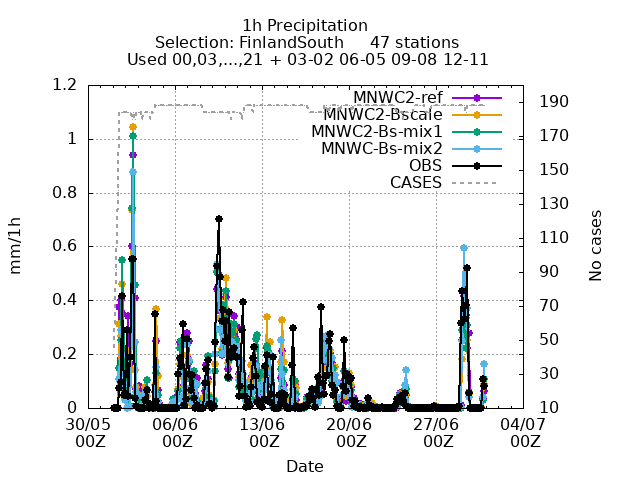 1h Precipitation
Selection: FinlandSouth 47 stations
Used 00,03,...,21 + 03-02 06-05 09-08 12-11
1.2
1
0.8
0.6
0.4
0.2
0
mm/1h
190
170
150
130
110
90
70
50
30
10
No cases
MNWC2-ref
MNWC2-Bscale
MNWC2-Bs-mix1
MNWC-Bs-mix2
OBS
CASES
30/05 06/06 13/06 20/06 27/06 04/07
00Z 00Z 00Z 00Z 00Z 00Z
Date